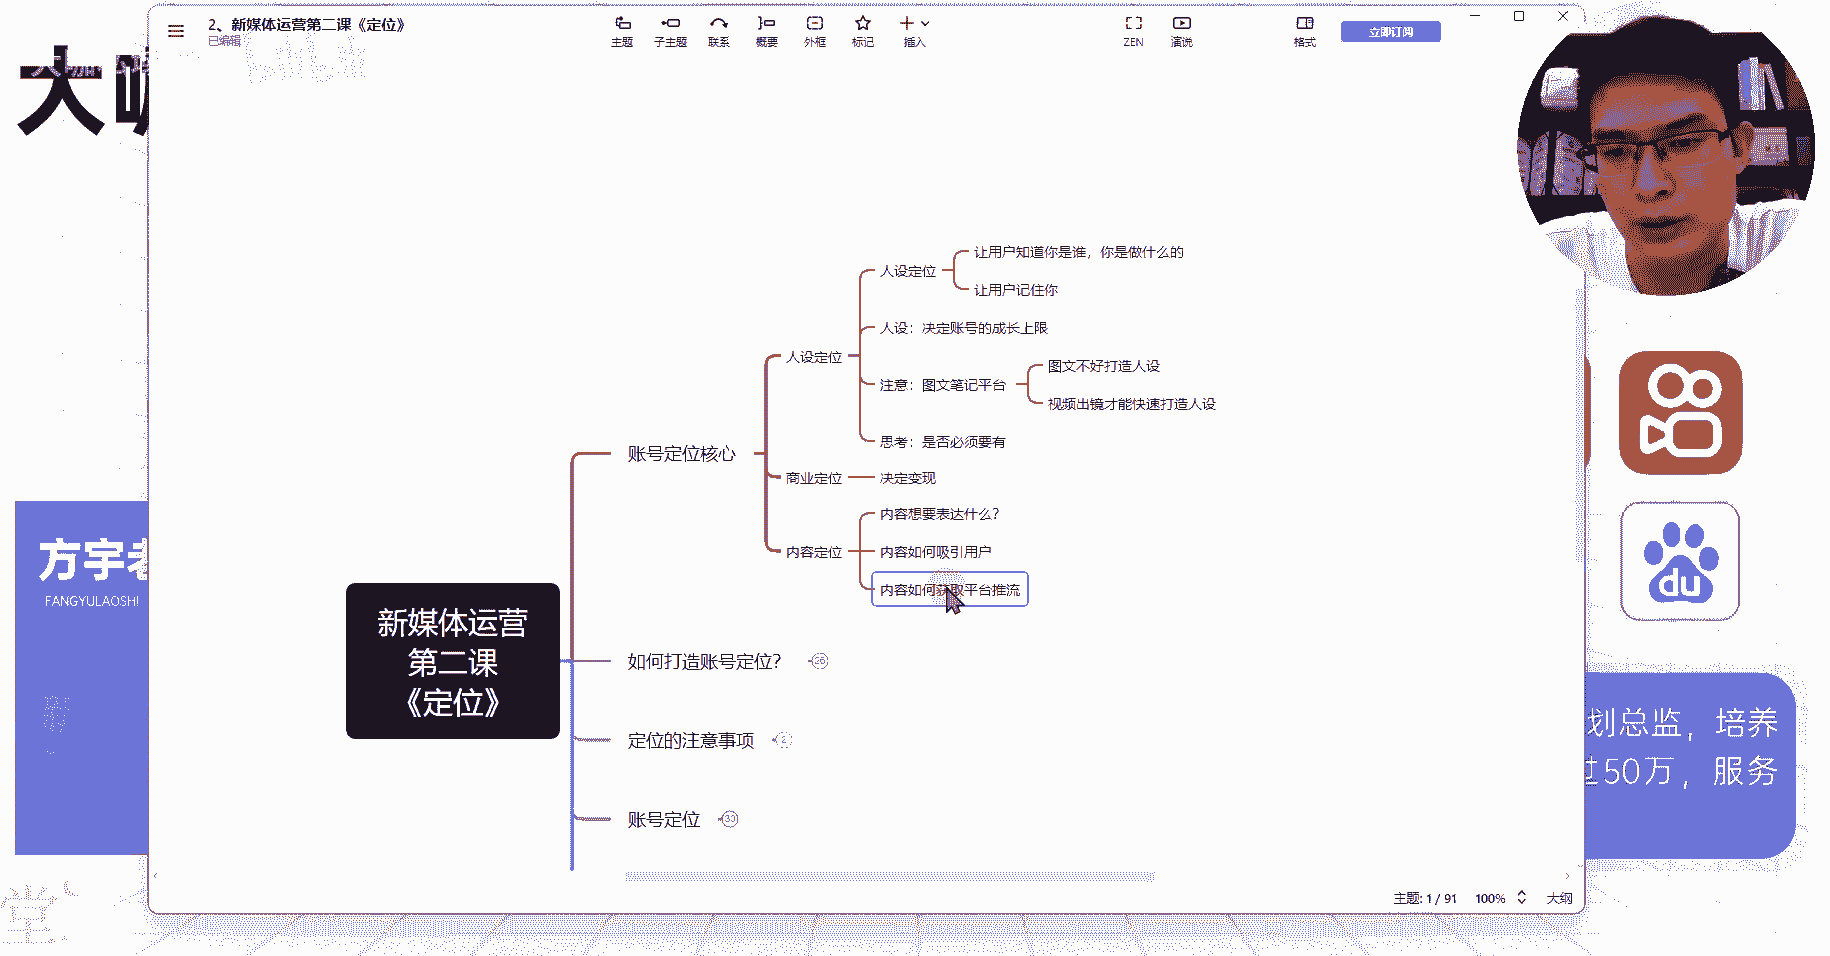 2、新媒体运营第二课《定位》
已编辑
主题
子主题
联系
概要
外框
标记
插入
ZEN
演说
格式
立即订阅
大
让用户知道你是谁，你是做什么的
人设定位
让用户记住你
人设：决定账号的成长上限
人设定位
图文不好打造人设
注意：图文笔记平台
视频出镜才能快速打造人设
思考：是否必须要有
账号定位核心
商业定位
决定变现
内容想要表达什么？
内容定位
内容如何吸引用户
内容如何获取平台推流
方宇老
FANGYULAOSHI
du
新媒体运营
第二课
《定位》
如何打造账号定位？
26
定位的注意事项
2
账号定位
33
划总监，培养
过50万，服务
主题: 1 / 91
100%
大纲
堂